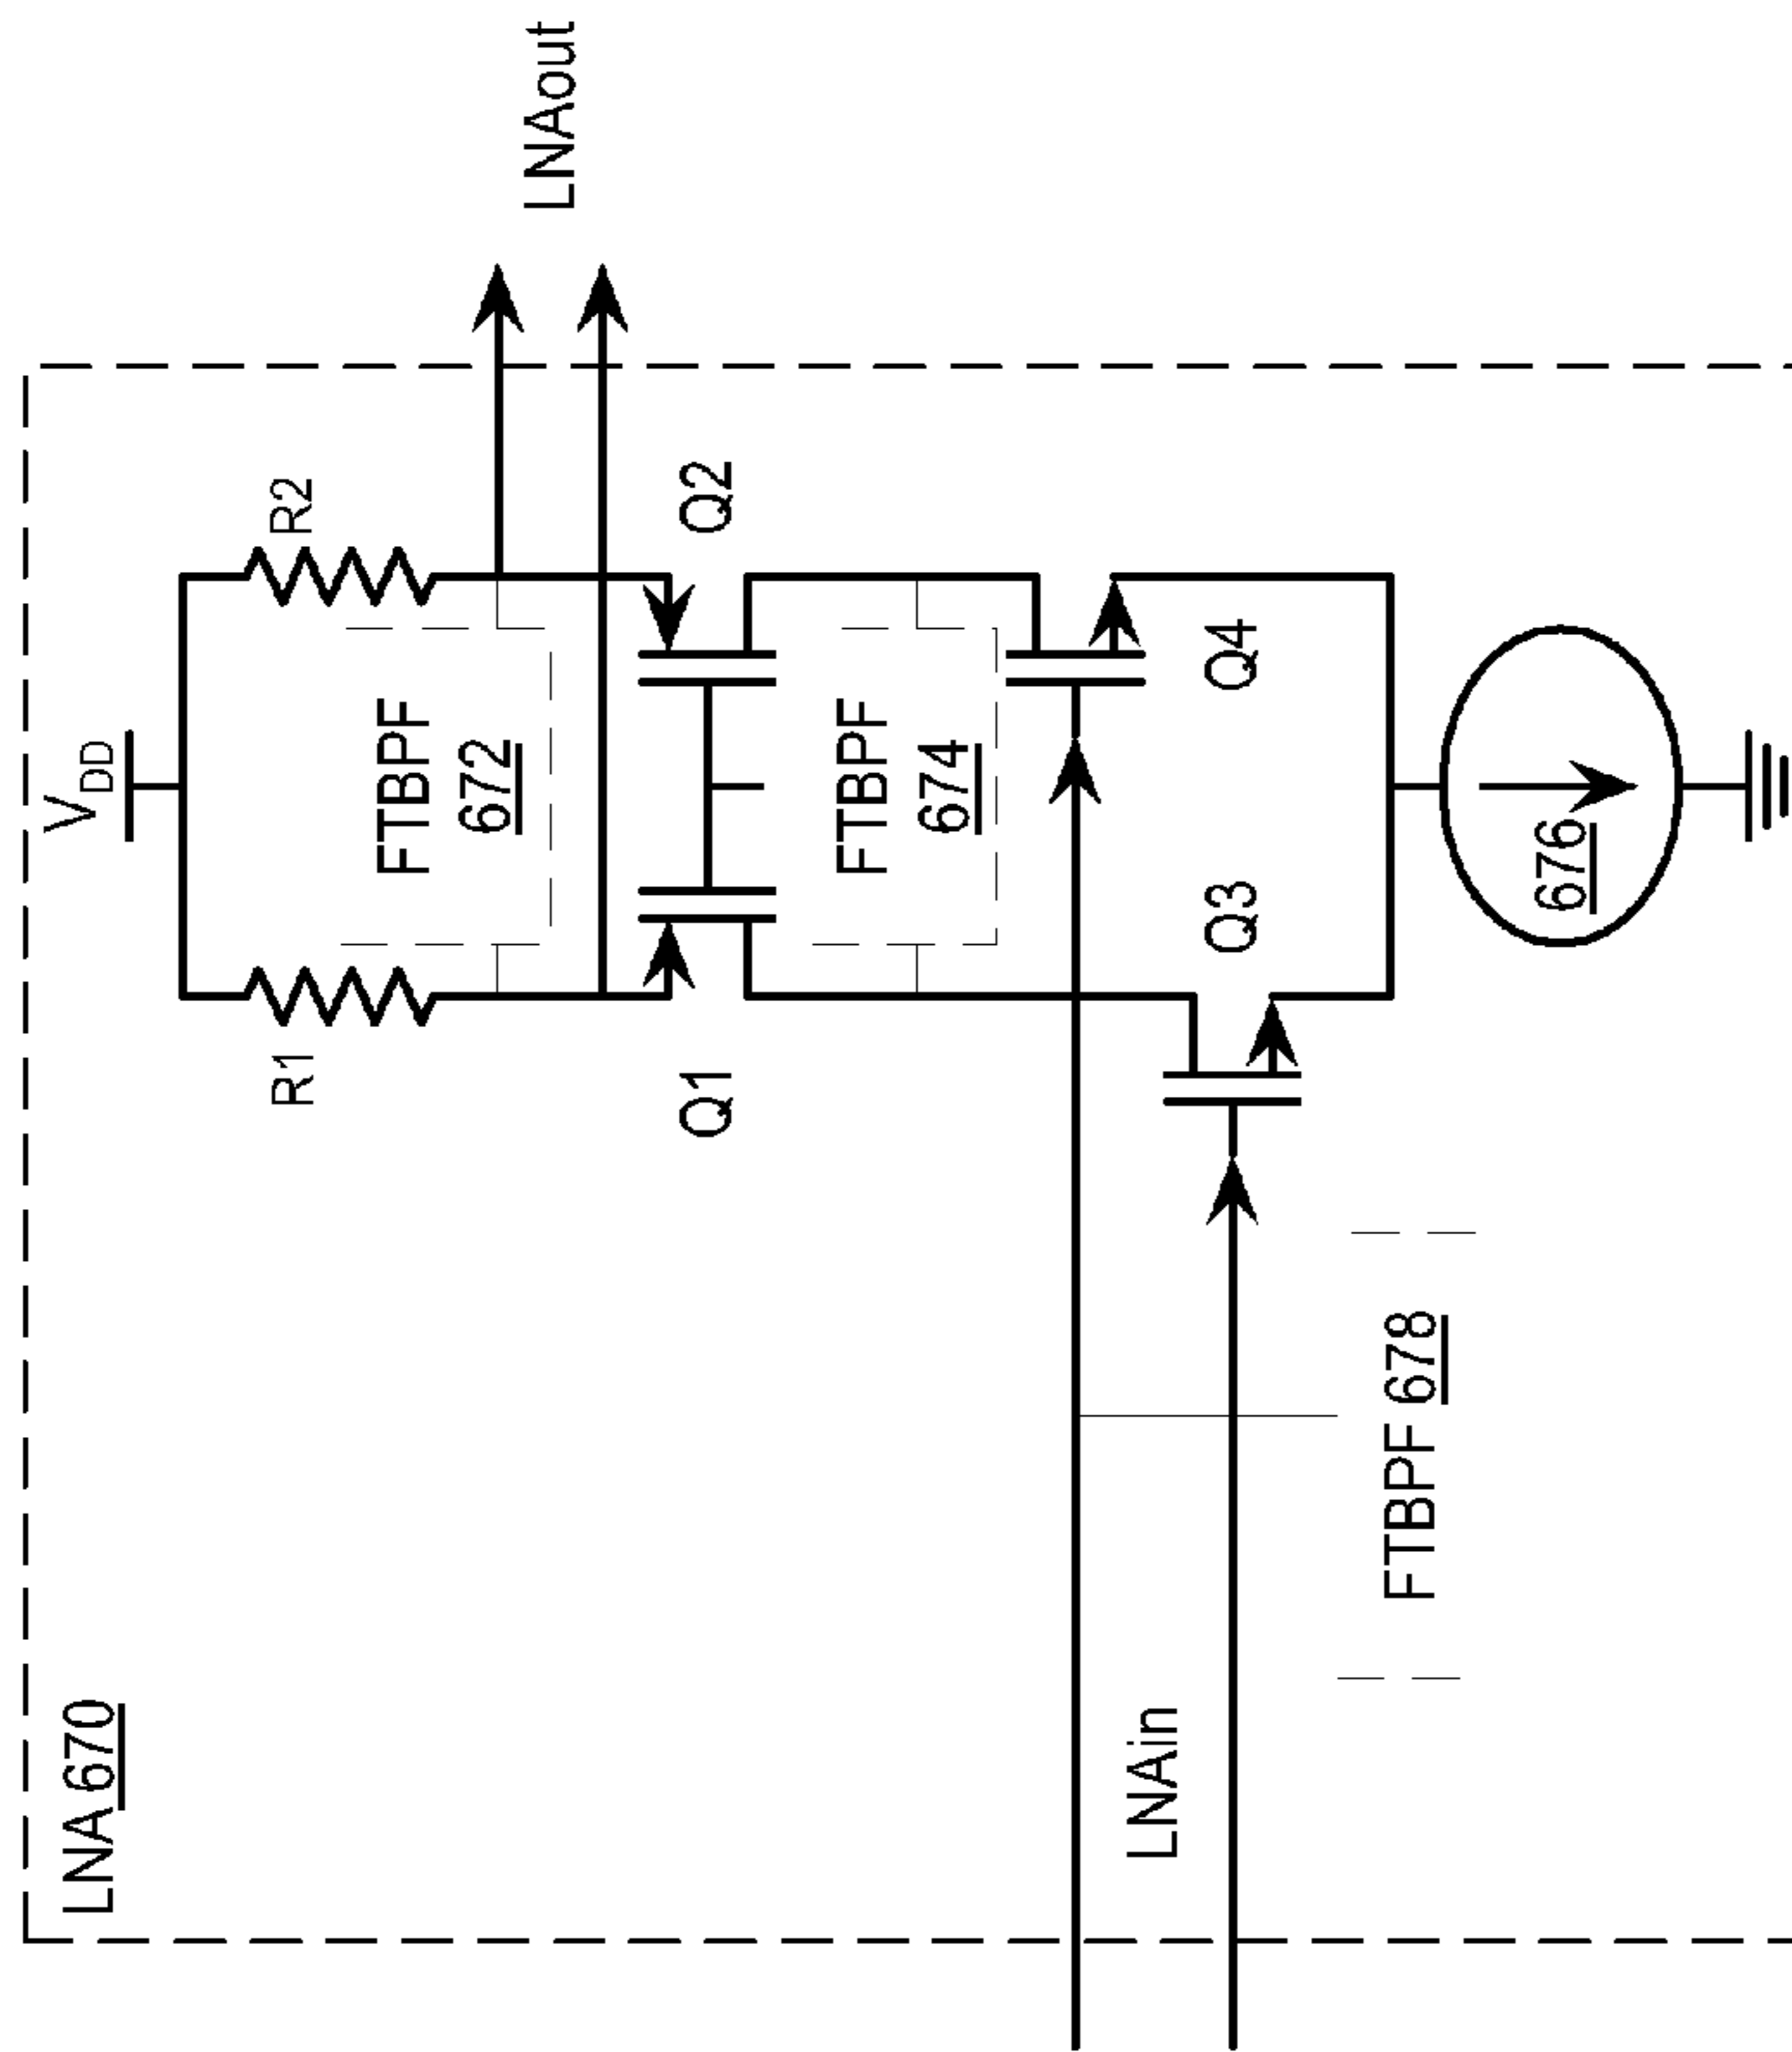 LNA 670
V_DD
R1
R2
FTBPF
672
LNAout
Q1
Q2
FTBPF
674
Q3
Q4
LNAin
FTBPF 678
676